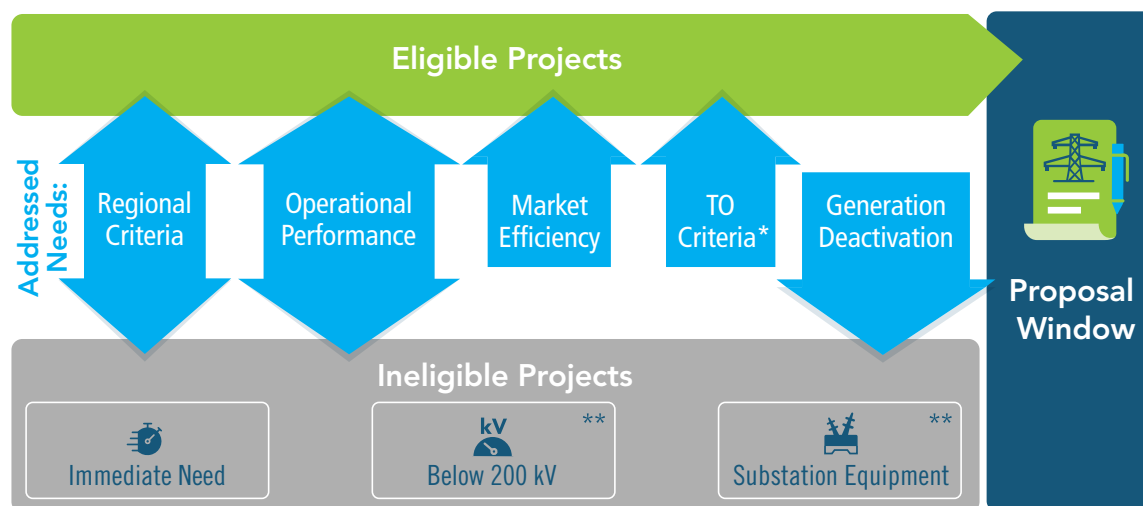 Eligible Projects
Addressed
Needs:
Regional
Criteria
Operational
Performance
Market
Efficiency
TO
Criteria*
Generation
Deactivation
Proposal
Window
Ineligible Projects
Immediate Need
kV
**
Below 200 kV
**
Substation Equipment